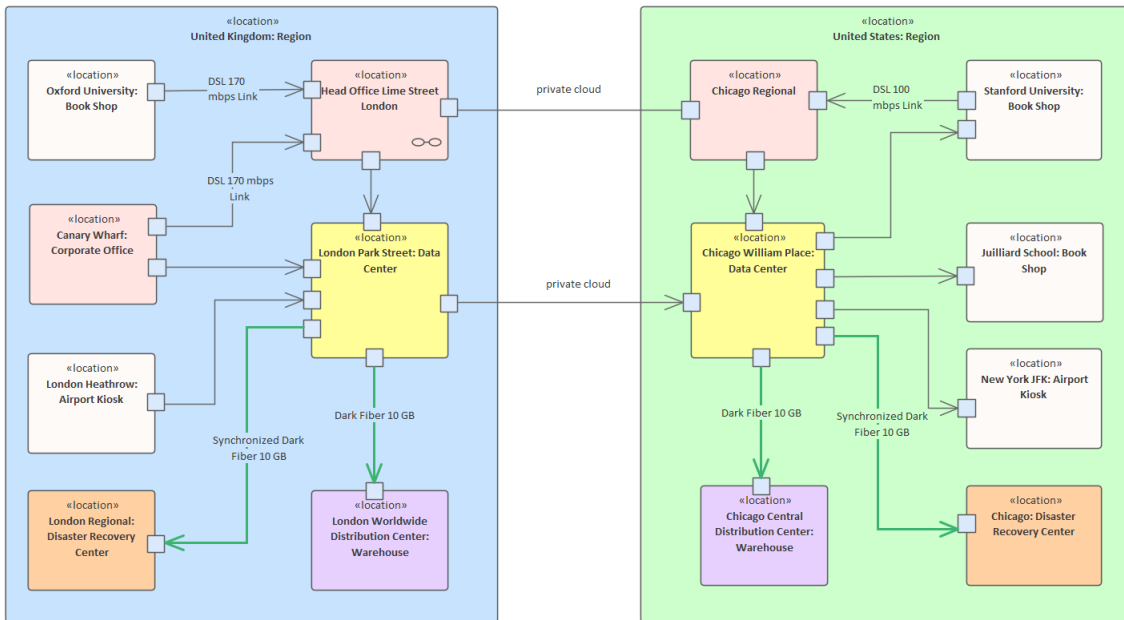 «location»
United Kingdom: Region
«location»
Oxford University:
Book Shop
DSL 170
mbps Link
«location»
Head Office Lime Street
London
«location»
Canary Wharf:
Corporate Office
DSL 170 mbps
Link
«location»
London Park Street: Data
Center
«location»
London Heathrow:
Airport Kiosk
Synchronized Dark
Fiber 10 GB
Dark Fiber 10 GB
«location»
London Regional:
Disaster Recovery
Center
«location»
London Worldwide
Distribution Center:
Warehouse
private cloud
private cloud
«location»
United States: Region
«location»
Chicago Regional
DSL 100
mbps Link
«location»
Stanford University:
Book Shop
«location»
Chicago William Place:
Data Center
«location»
Juilliard School: Book
Shop
«location»
New York JFK: Airport
Kiosk
Dark Fiber 10 GB
Synchronized Dark
Fiber 10 GB
«location»
Chicago Central
Distribution Center:
Warehouse
«location»
Chicago: Disaster
Recovery Center